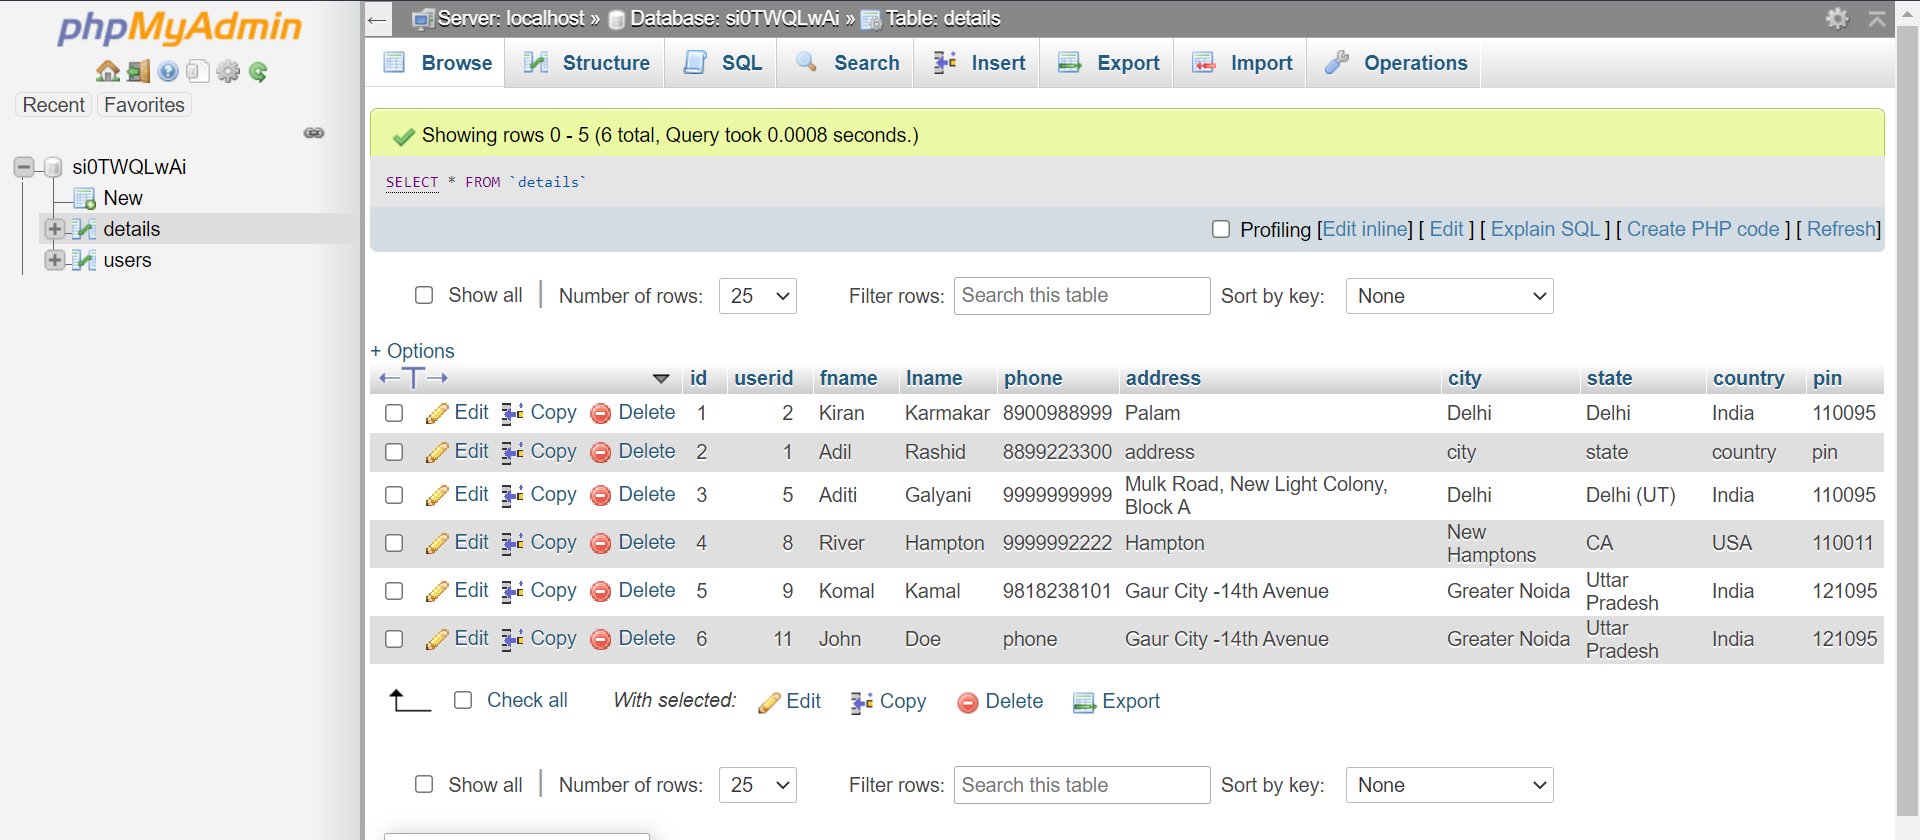 phpMyAdmin
Recent Favorites
si0TWQLwAi
New
details
users
← Server: localhost » Database: si0TWQLwAi » Table: details
Browse Structure SQL Search Insert Export Import Operations
Showing rows 0 - 5 (6 total, Query took 0.0008 seconds.)
SELECT * FROM `details`
Profiling [Edit inline] [ Edit ] [ Explain SQL ] [ Create PHP code ] [ Refresh]
Show all Number of rows: 25 Filter rows: Search this table Sort by key: None
+ Options
←T→ id userid fname lname phone address city state country pin
Edit Copy Delete 1 2 Kiran Karmakar 8900988999 Palam Delhi Delhi India 110095
Edit Copy Delete 2 1 Adil Rashid 8899223300 address city state country pin
Edit Copy Delete 3 5 Aditi Galyani 9999999999 Mulk Road, New Light Colony, Delhi Delhi (UT) India 110095
Block A
Edit Copy Delete 4 8 River Hampton 9999992222 Hampton New CA USA 110011
Hamptons
Edit Copy Delete 5 9 Komal Kamal 9818238101 Gaur City -14th Avenue Greater Noida Uttar India 121095
Pradesh
Edit Copy Delete 6 11 John Doe phone Gaur City -14th Avenue Greater Noida Uttar India 121095
Pradesh
Check all With selected: Edit Copy Delete Export
Show all Number of rows: 25 Filter rows: Search this table Sort by key: None